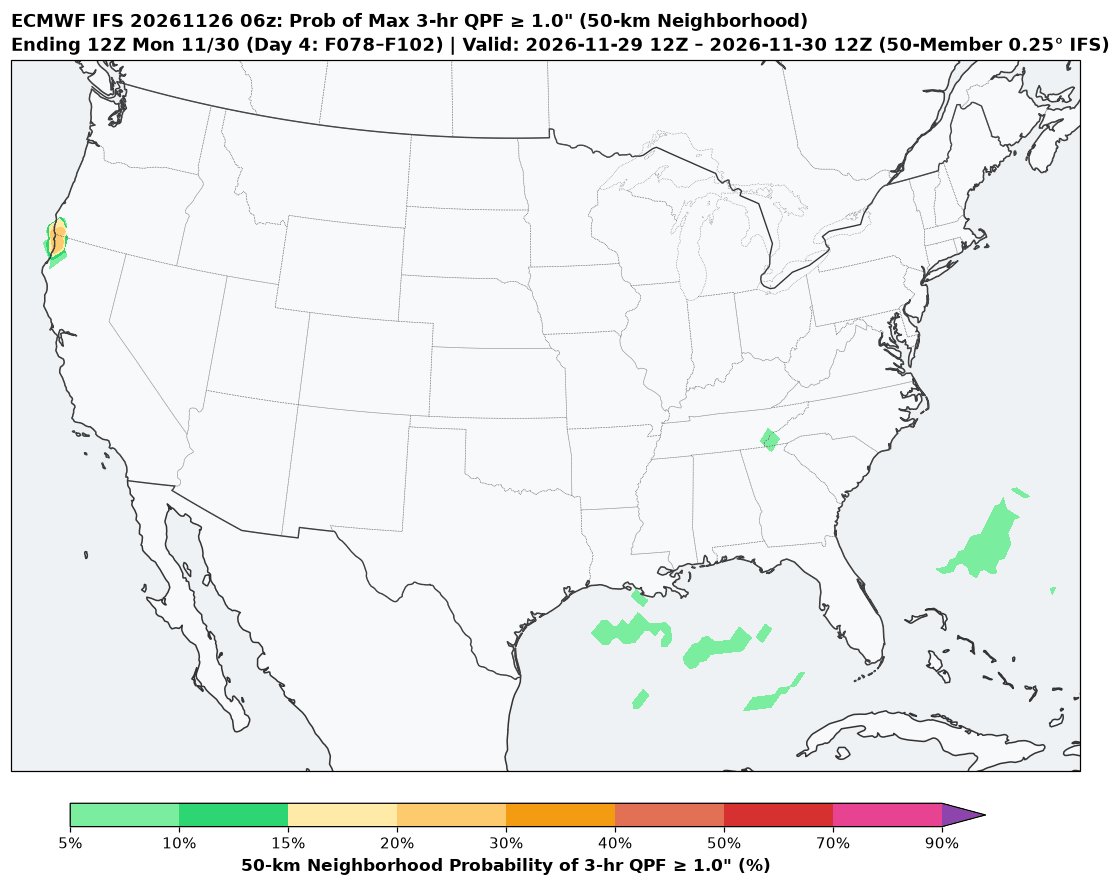 ECMWF IFS 20261126 06z: Prob of Max 3-hr QPF ≥ 1.0" (50-km Neighborhood)
Ending 12Z Mon 11/30 (Day 4: F078–F102) | Valid: 2026-11-29 12Z – 2026-11-30 12Z (50-Member 0.25° IFS)
5% 10% 15% 20% 30% 40% 50% 70% 90%
50-km Neighborhood Probability of 3-hr QPF ≥ 1.0" (%)